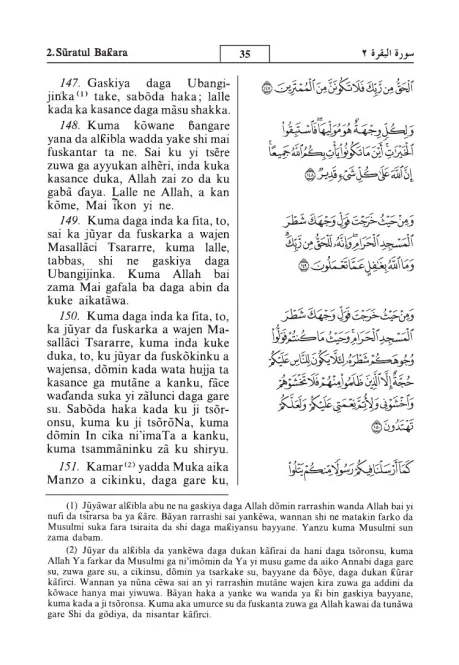 2. Sūratul Baƙara
35
سورة البقرة ٢
147. Gaskiya daga Ubangi-
jinka(1) take, sabōda haka; lalle
kada ka kasance daga māsu shakka.
148. Kuma kōwane ɓangare
yana da alƙibla wadda yake shi mai
fuskantar ta ne. Sai ku yi tsēre
zuwa ga ayyukan alhēri, inda kuka
kasance duka, Allah zai zo da ku
gabā ɗaya. Lalle ne Allah, a kan
kōme, Mai ĩkon yi ne.
149. Kuma daga inda ka fita, to,
sai ka jūyar da fuskarka a wajen
Masallāci Tsararre, kuma lalle,
tabbas, shi ne gaskiya daga
Ubangijinka. Kuma Allah bai
zama Mai gafala ba daga abin da
kuke aikatāwa.
150. Kuma daga inda ka fita, to,
ka jūyar da fuskarka a wajen Ma-
sallāci Tsararre, kuma inda kuke
duka, to, ku jūyar da fuskōkinku a
wajensa, dōmin kada wata hujja ta
kasance ga mutāne a kanku, fāce
waɗanda suka yi zālunci daga gare
su. Sabōda haka kada ku ji tsōr-
onsu, kuma ku ji tsōrōNa, kuma
dōmin In cika ni'imaTa a kanku,
kuma tsammāninku zā ku shiryu.
151. Kamar(2) yadda Muka aika
Manzo a cikinku, daga gare ku,
ٱلْحَقُّ مِن رَّبِّكَ فَلَا تَكُونَنَّ مِنَ ٱلْمُمْتَرِينَ ١٤٧
وَلِكُلٍّ وِجْهَةٌ هُوَ مُوَلِّيهَا فَٱسْتَبِقُوا۟
ٱلْخَيْرَٰتِ أَيْنَ مَا تَكُونُوا۟ يَأْتِ بِكُمُ ٱللَّهُ جَمِيعًا
إِنَّ ٱللَّهَ عَلَىٰ كُلِّ شَىْءٍ قَدِيرٌ ١٤٨
وَمِنْ حَيْثُ خَرَجْتَ فَوَلِّ وَجْهَكَ شَطْرَ
ٱلْمَسْجِدِ ٱلْحَرَامِ وَإِنَّهُۥ لَلْحَقُّ مِن رَّبِّكَ
وَمَا ٱللَّهُ بِغَٰفِلٍ عَمَّا تَعْمَلُونَ ١٤٩
وَمِنْ حَيْثُ خَرَجْتَ فَوَلِّ وَجْهَكَ شَطْرَ
ٱلْمَسْجِدِ ٱلْحَرَامِ وَحَيْثُ مَا كُنتُمْ فَوَلُّوا۟
وُجُوهَكُمْ شَطْرَهُۥ لِئَلَّا يَكُونَ لِلنَّاسِ عَلَيْكُمْ
حُجَّةٌ إِلَّا ٱلَّذِينَ ظَلَمُوا۟ مِنْهُمْ فَلَا تَخْشَوْهُمْ
وَٱخْشَوْنِى وَلِأُتِمَّ نِعْمَتِى عَلَيْكُمْ وَلَعَلَّكُمْ
تَهْتَدُونَ ١٥٠
كَمَآ أَرْسَلْنَا فِيكُمْ رَسُولًا مِّنكُمْ يَتْلُوا۟
(1) Jūyāwar alƙibla abu ne na gaskiya daga Allah dōmin rarrashin wanda Allah bai yi
nufi da tsīrarsa ba ya ƙāre. Bāyan rarrashi sai yankēwa, wannan shi ne matakin farko da
Musulmi suka fara tsiraita da shi daga maƙiyansu bayyane. Yanzu kuma Musulmi sun
zama dabam.
(2) Jūyar da alƙibla da yankēwa daga dukan kāfirai da hani daga tsōronsu, kuma
Allah Ya farkar da Musulmi ga ni'imōmin da Ya yi musu game da aiko Annabi daga gare
su, zuwa gare su, a cikinsu, dōmin ya tsarkake su, bayyane da ɓōye, daga dukan ƙūrar
kāfirci. Wannan ya nūna cēwa sai an yi rarrashin mutāne wajen kira zuwa ga addini da
kōwace hanya mai yiwuwa. Bāyan haka a yanke wa wanda ya ƙi bin gaskiya bayyane,
kuma kada a ji tsōronsa. Kuma aka umurce su da fuskanta zuwa ga Allah kawai da tunāwa
gare Shi da gōdiya, da nisantar kāfirci.